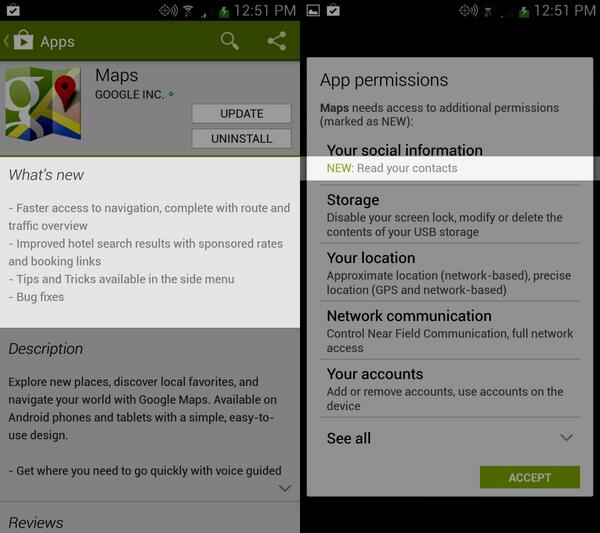 12:51 PM
Apps
Maps
GOOGLE INC.
UPDATE
UNINSTALL
What's new
- Faster access to navigation, complete with route and
traffic overview
- Improved hotel search results with sponsored rates
and booking links
- Tips and Tricks available in the side menu
- Bug fixes
Description
Explore new places, discover local favorites, and
navigate your world with Google Maps. Available on
Android phones and tablets with a simple, easy-to-
use design.
- Get where you need to go quickly with voice guided
Reviews
12:51 PM
App permissions
Maps needs access to additional permissions
(marked as NEW):
Your social information
NEW: Read your contacts
Storage
Disable your screen lock, modify or delete the
contents of your USB storage
Your location
Approximate location (network-based), precise
location (GPS and network-based)
Network communication
Control Near Field Communication, full network
access
Your accounts
Add or remove accounts, use accounts on the
device
See all
ACCEPT